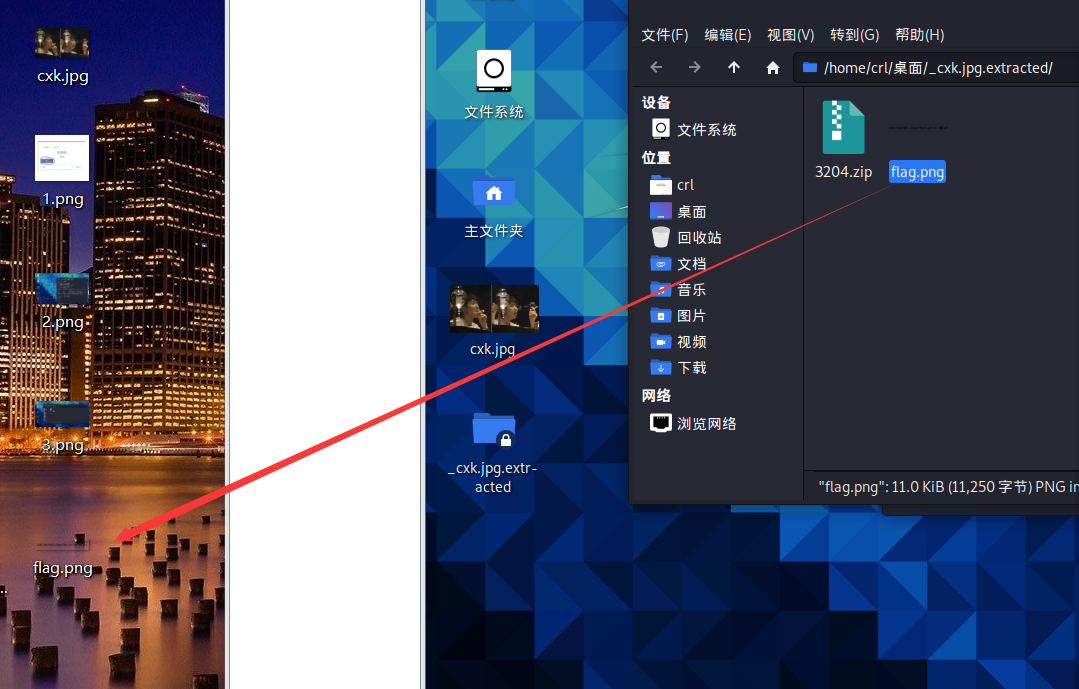 cxk.jpg
1.png
2.png
3.png
flag.png
文件系统
主文件夹
cxk.jpg
_cxk.jpg.extr-
acted
文件(F) 编辑(E) 视图(V) 转到(G) 帮助(H)
/home/crl/桌面/_cxk.jpg.extracted/
设备
文件系统
位置
crl
桌面
回收站
文档
音乐
图片
视频
下载
网络
浏览网络
3204.zip
flag.png
"flag.png": 11.0 KiB (11,250 字节) PNG